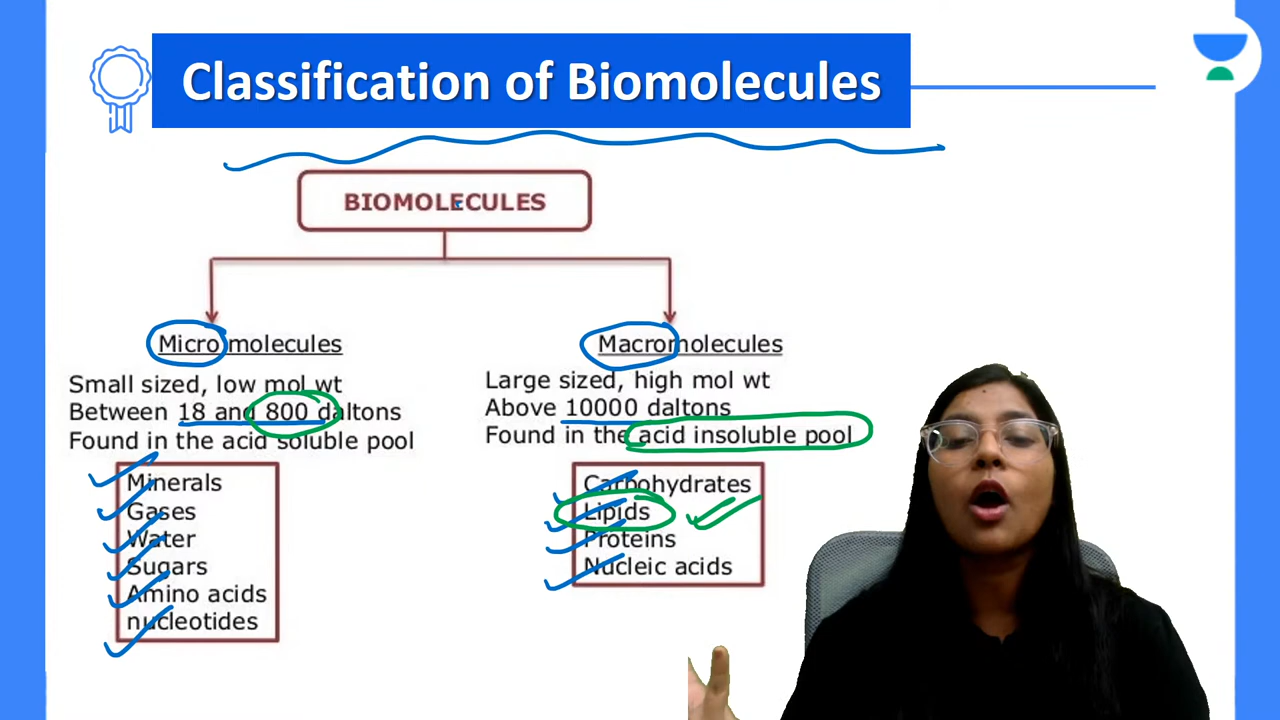 Classification of Biomolecules
BIOMOLECULES
Micromolecules
Small sized, low mol wt
Between 18 and 800 daltons
Found in the acid soluble pool
Minerals
Gases
Water
Sugars
Amino acids
nucleotides
Macromolecules
Large sized, high mol wt
Above 10000 daltons
Found in the acid insoluble pool
Carbohydrates
Lipids
Proteins
Nucleic acids